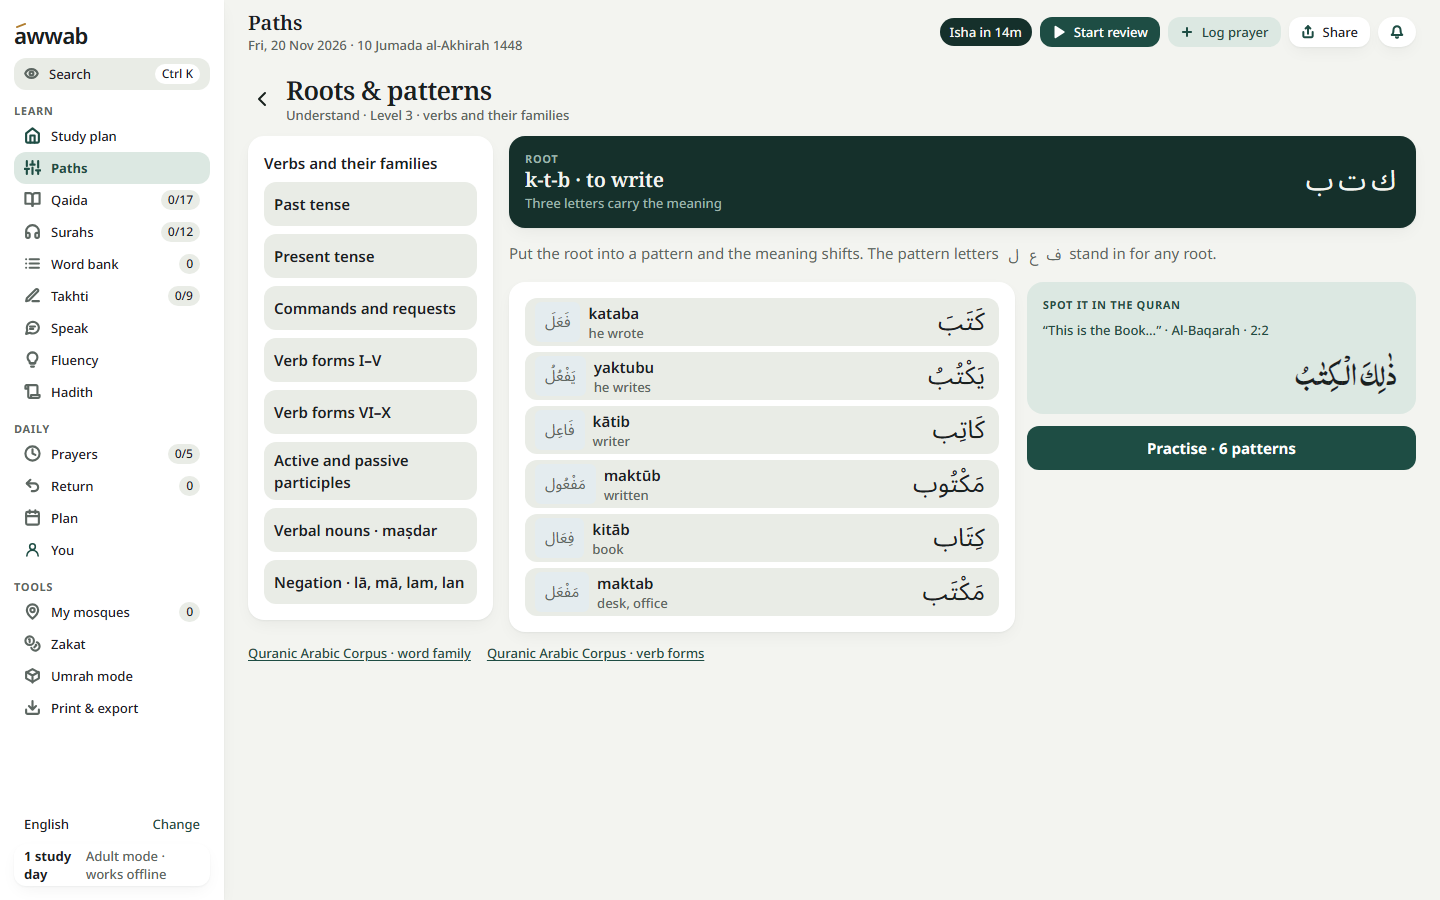 awwab
Search Ctrl K
LEARN
Study plan
Paths
Qaida 0/17
Surahs 0/12
Word bank 0
Takhti 0/9
Speak
Fluency
Hadith
DAILY
Prayers 0/5
Return 0
Plan
You
TOOLS
My mosques 0
Zakat
Umrah mode
Print & export
English Change
1 study day
Adult mode · works offline
Paths
Fri, 20 Nov 2026 · 10 Jumada al-Akhirah 1448
Isha in 14m
Start review
Log prayer
Share
Roots & patterns
Understand · Level 3 · verbs and their families
Verbs and their families
Past tense
Present tense
Commands and requests
Verb forms I–V
Verb forms VI–X
Active and passive
participles
Verbal nouns · maṣdar
Negation · lā, mā, lam, lan
ROOT
k-t-b · to write
Three letters carry the meaning
ك ت ب
Put the root into a pattern and the meaning shifts. The pattern letters ف ع ل stand in for any root.
فَعَلَ kataba كَتَبَ
he wrote
يَفْعُلُ yaktubu يَكْتُبُ
he writes
فَاعِل kātib كَاتِب
writer
مَفْعُول maktūb مَكْتُوب
written
فِعَال kitāb كِتَاب
book
مَفْعَل maktab مَكْتَب
desk, office
SPOT IT IN THE QURAN
“This is the Book…” · Al-Baqarah · 2:2
ذَٰلِكَ الْكِتَٰبُ
Practise · 6 patterns
Quranic Arabic Corpus · word family Quranic Arabic Corpus · verb forms